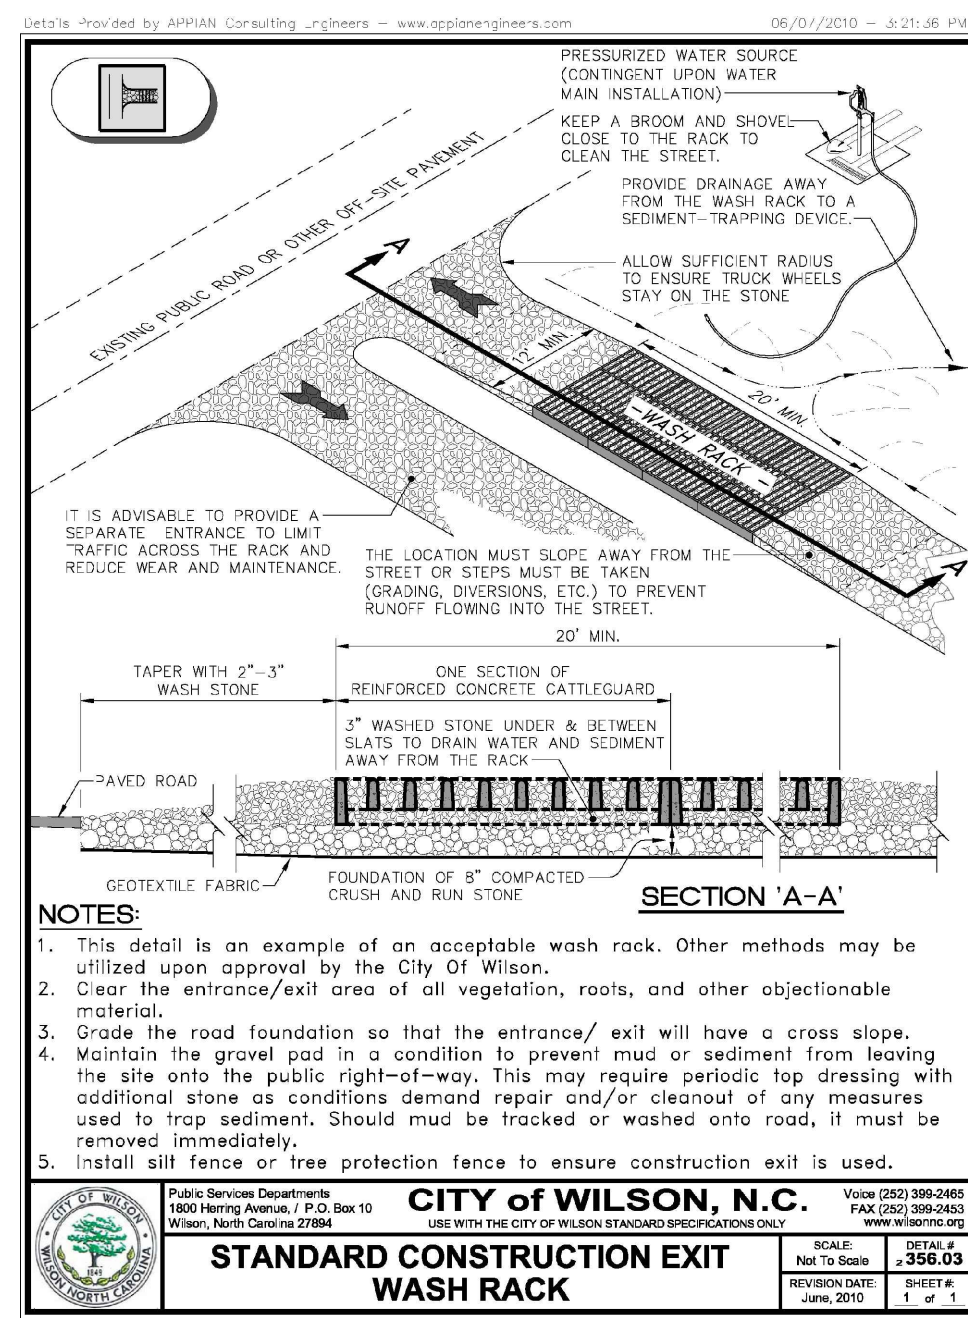 Details Provided by APPIAN Consulting Engineers - www.appianengineers.com
06/07/2010 - 3:21:36 PM
PRESSURIZED WATER SOURCE
(CONTINGENT UPON WATER
MAIN INSTALLATION)
KEEP A BROOM AND SHOVEL
CLOSE TO THE RACK TO
CLEAN THE STREET.
PROVIDE DRAINAGE AWAY
FROM THE WASH RACK TO A
SEDIMENT-TRAPPING DEVICE.
ALLOW SUFFICIENT RADIUS
TO ENSURE TRUCK WHEELS
STAY ON THE STONE
EXISTING PUBLIC ROAD OR OTHER OFF-SITE PAVEMENT
A
12" MIN.
20' MIN.
-WASH RACK -
A
IT IS ADVISABLE TO PROVIDE A
SEPARATE ENTRANCE TO LIMIT
TRAFFIC ACROSS THE RACK AND
REDUCE WEAR AND MAINTENANCE.
THE LOCATION MUST SLOPE AWAY FROM THE
STREET OR STEPS MUST BE TAKEN
(GRADING, DIVERSIONS, ETC.) TO PREVENT
RUNOFF FLOWING INTO THE STREET.
20' MIN.
TAPER WITH 2"-3"
WASH STONE
ONE SECTION OF
REINFORCED CONCRETE CATTLEGUARD
3" WASHED STONE UNDER & BETWEEN
SLATS TO DRAIN WATER AND SEDIMENT
AWAY FROM THE RACK
PAVED ROAD
GEOTEXTILE FABRIC
FOUNDATION OF 8" COMPACTED
CRUSH AND RUN STONE
SECTION 'A-A'
NOTES:
1. This detail is an example of an acceptable wash rack. Other methods may be
utilized upon approval by the City Of Wilson.
2. Clear the entrance/exit area of all vegetation, roots, and other objectionable
material.
3. Grade the road foundation so that the entrance/ exit will have a cross slope.
4. Maintain the gravel pad in a condition to prevent mud or sediment from leaving
the site onto the public right-of-way. This may require periodic top dressing with
additional stone as conditions demand repair and/or cleanout of any measures
used to trap sediment. Should mud be tracked or washed onto road, it must be
removed immediately.
5. Install silt fence or tree protection fence to ensure construction exit is used.
CITY OF WILSON
1849
WILSON NORTH CAROLINA
Public Services Departments
1800 Herring Avenue, / P.O. Box 10
Wilson, North Carolina 27894
CITY of WILSON, N.C.
USE WITH THE CITY OF WILSON STANDARD SPECIFICATIONS ONLY
Voice (252) 399-2465
FAX (252) 399-2453
www.wilsonnc.org
STANDARD CONSTRUCTION EXIT
WASH RACK
SCALE:
Not To Scale
DETAIL#
2 356.03
REVISION DATE:
June, 2010
SHEET#:
1 of 1